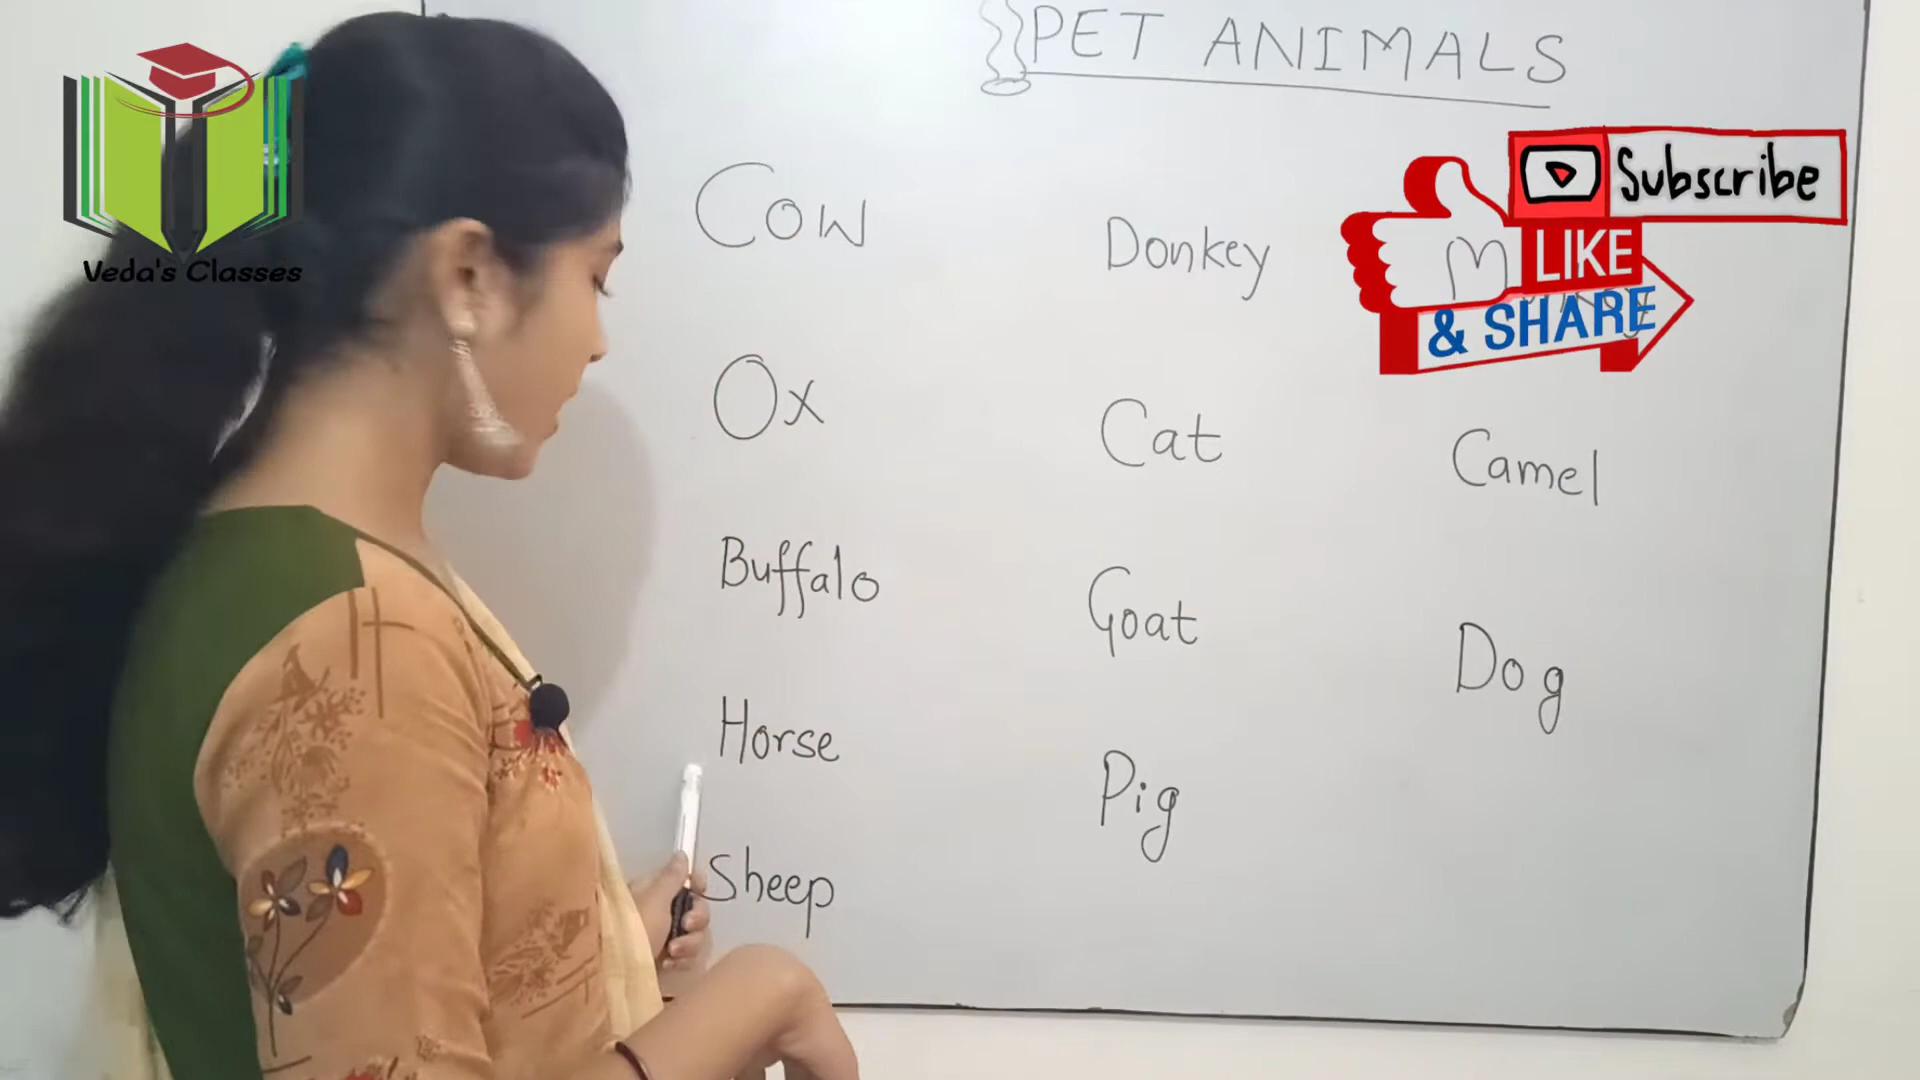 PET ANIMALS
Veda's Classes
Subscribe
LIKE
& SHARE
Cow
Ox
Buffalo
Horse
Sheep
Donkey
Cat
Goat
Pig
Camel
Dog